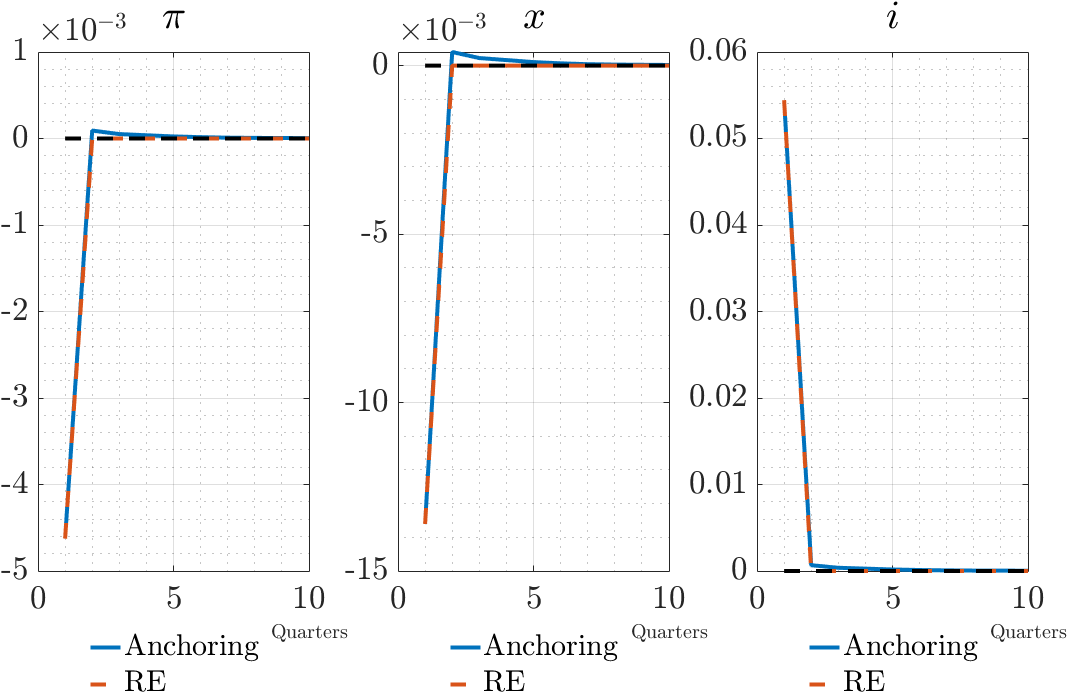 ×10⁻³ π
1
0
-1
-2
-3
-4
-5
0 5 10
Quarters
Anchoring
RE
×10⁻³ x
0
-5
-10
-15
0 5 10
Quarters
Anchoring
RE
i
0.06
0.05
0.04
0.03
0.02
0.01
0
0 5 10
Quarters
Anchoring
RE